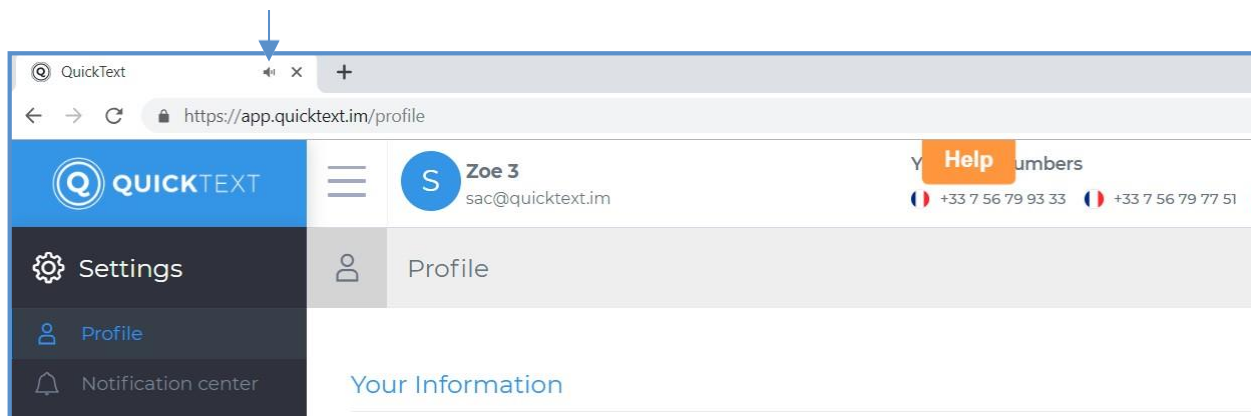 QuickText
https://app.quicktext.im/profile
QUICKTEXT
Zoe 3
sac@quicktext.im
Help
umbers
+33 7 56 79 93 33 +33 7 56 79 77 51
Settings
Profile
Profile
Notification center
Your Information